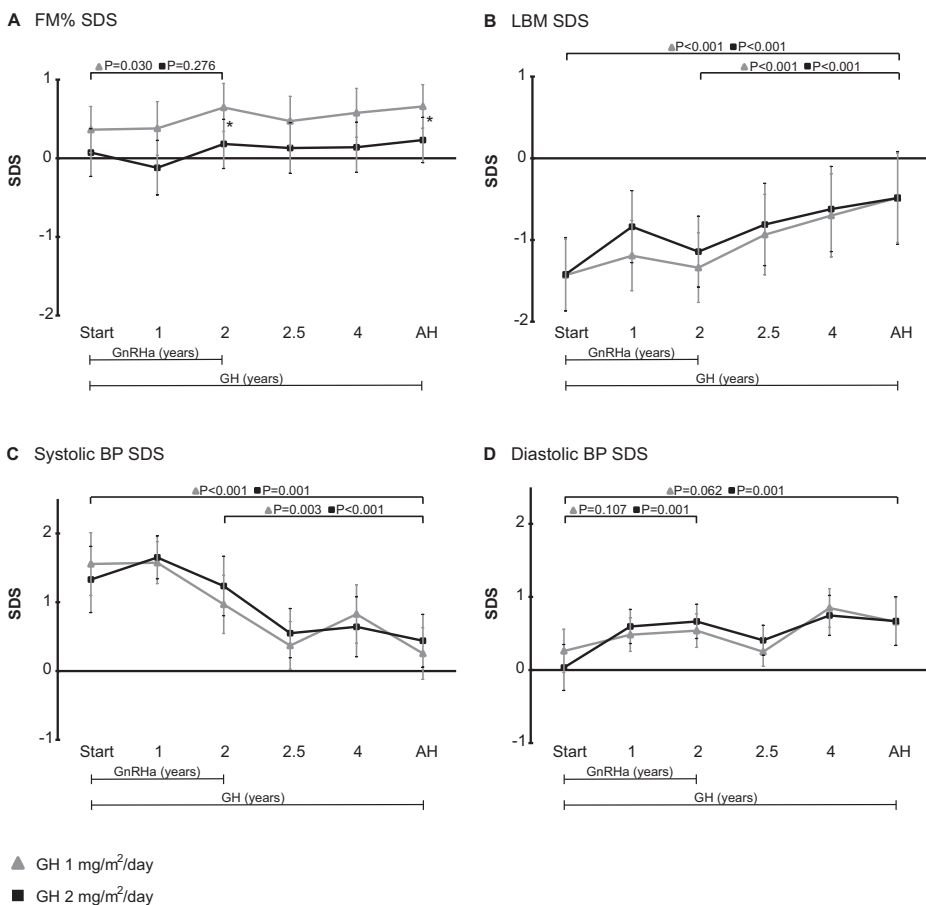 A FM% SDS
▲P=0.030 ■P=0.276
1
0
-1
-2
SDS
*
*
Start 1 2 2.5 4 AH
GnRHa (years)
GH (years)
B LBM SDS
▲P<0.001 ■P<0.001
▲P<0.001 ■P<0.001
1
0
-1
-2
SDS
Start 1 2 2.5 4 AH
GnRHa (years)
GH (years)
C Systolic BP SDS
▲P<0.001 ■P=0.001
▲P=0.003 ■P<0.001
2
1
0
-1
SDS
Start 1 2 2.5 4 AH
GnRHa (years)
GH (years)
D Diastolic BP SDS
▲P=0.062 ■P=0.001
▲P=0.107 ■P=0.001
2
1
0
-1
SDS
Start 1 2 2.5 4 AH
GnRHa (years)
GH (years)
▲ GH 1 mg/m²/day
■ GH 2 mg/m²/day